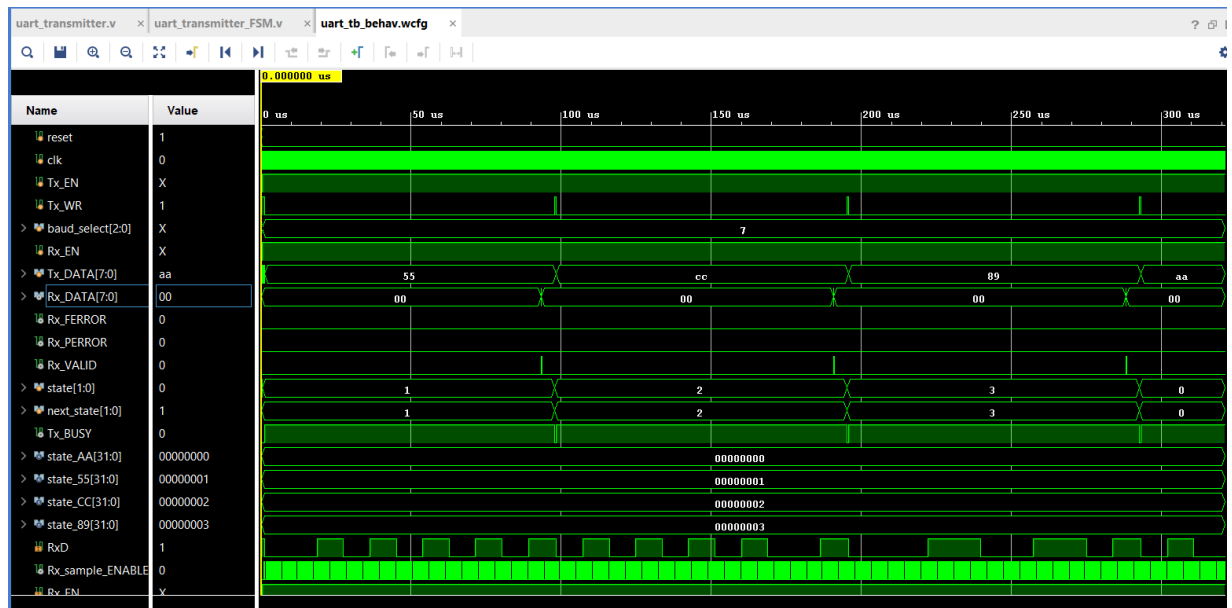 uart_transmitter.v × uart_transmitter_FSM.v × uart_tb_behav.wcfg × ?
0.000000 us
Name Value
0 us 50 us 100 us 150 us 200 us 250 us 300 us
reset 1
clk 0
Tx_EN X
Tx_WR 1
> baud_select[2:0] X 7
Rx_EN X
> Tx_DATA[7:0] aa 55 cc 89 aa
> Rx_DATA[7:0] 00 00 00 00 00
Rx_FERROR 0
Rx_PERROR 0
Rx_VALID 0
> state[1:0] 0 1 2 3 0
> next_state[1:0] 1 1 2 3 0
Tx_BUSY 0
> state_AA[31:0] 00000000 00000000
> state_55[31:0] 00000001 00000001
> state_CC[31:0] 00000002 00000002
> state_89[31:0] 00000003 00000003
RxD 1
Rx_sample_ENABLE 0
Rx_EN X